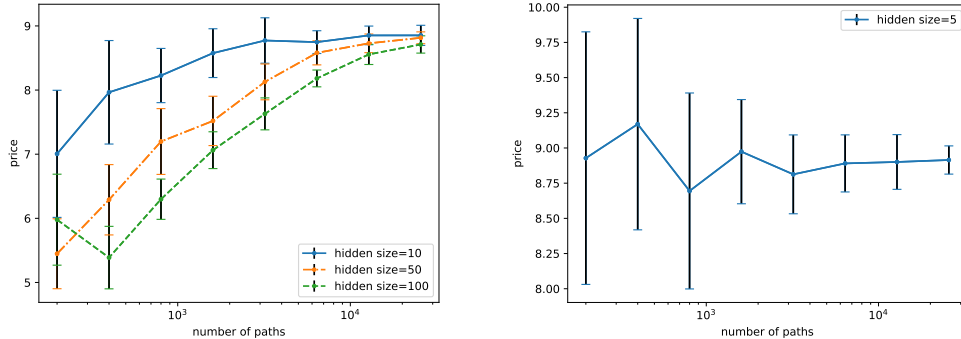 9
8
7
6
5
price
10³
10⁴
number of paths
hidden size=10
hidden size=50
hidden size=100
10.00
9.75
9.50
9.25
9.00
8.75
8.50
8.25
8.00
price
10³
10⁴
number of paths
hidden size=5